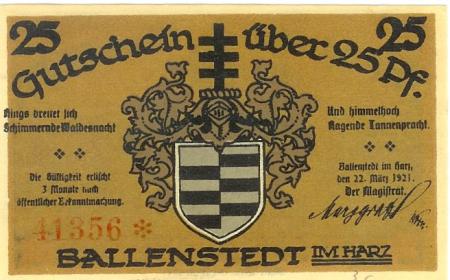 25 25
Gutschein über 25 Pf.
Rings breitet sich
Schimmernde Waldesnacht
Und himmelhoch
Ragende Tannenpracht.
Die Gültigkeit erlischt
3 Monate nach
öffentlicher Bekanntmachung.
Ballenstedt im Harz,
den 22. März 1921.
Der Magistrat.
41356 *
BALLENSTEDT IM HARZ